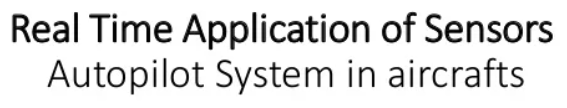 Real Time Application of Sensors
Autopilot System in aircrafts